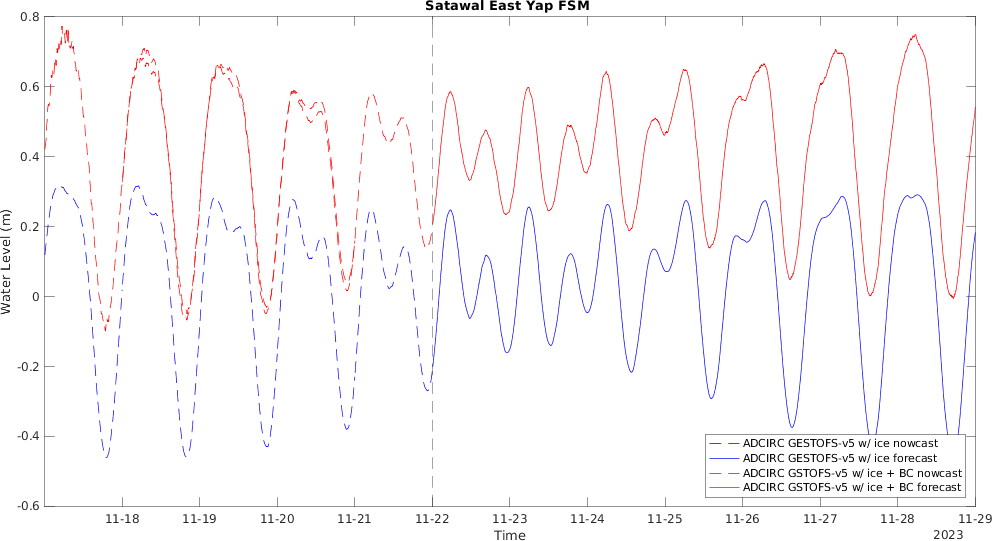 Satawal East Yap FSM
0.8
0.6
0.4
0.2
0
-0.2
-0.4
-0.6
Water Level (m)
11-18 11-19 11-20 11-21 11-22 11-23 11-24 11-25 11-26 11-27 11-28 11-29
Time
2023
ADCIRC GESTOFS-v5 w/ ice nowcast
ADCIRC GESTOFS-v5 w/ ice forecast
ADCIRC GSTOFS-v5 w/ ice + BC nowcast
ADCIRC GSTOFS-v5 w/ ice + BC forecast